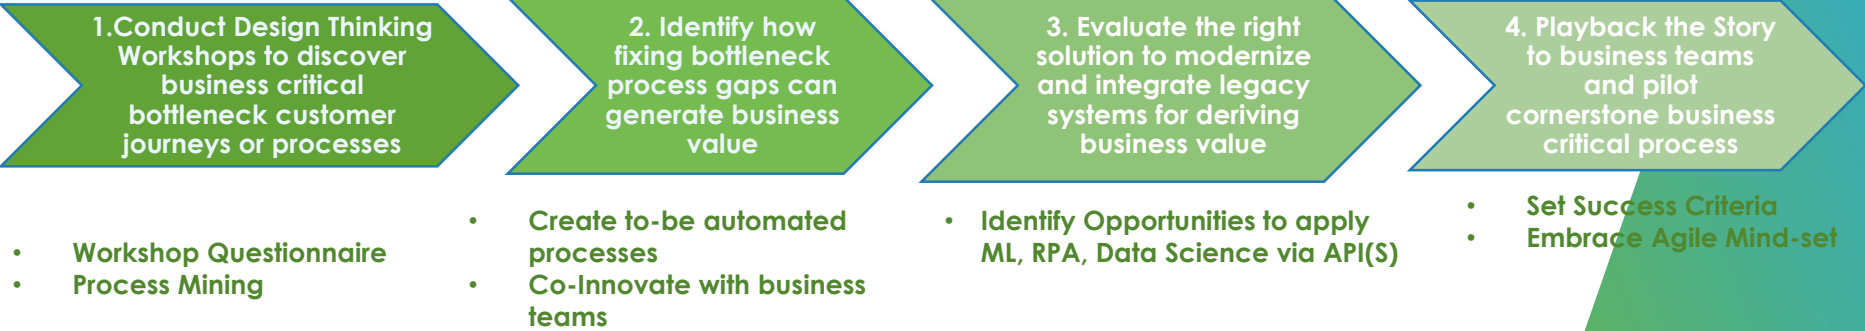 1.Conduct Design Thinking
Workshops to discover
business critical
bottleneck customer
journeys or processes
• Workshop Questionnaire
• Process Mining
2. Identify how
fixing bottleneck
process gaps can
generate business
value
• Create to-be automated
processes
• Co-Innovate with business
teams
3. Evaluate the right
solution to modernize
and integrate legacy
systems for deriving
business value
• Identify Opportunities to apply
ML, RPA, Data Science via API(S)
4. Playback the Story
to business teams
and pilot
cornerstone business
critical process
• Set Success Criteria
• Embrace Agile Mind-set